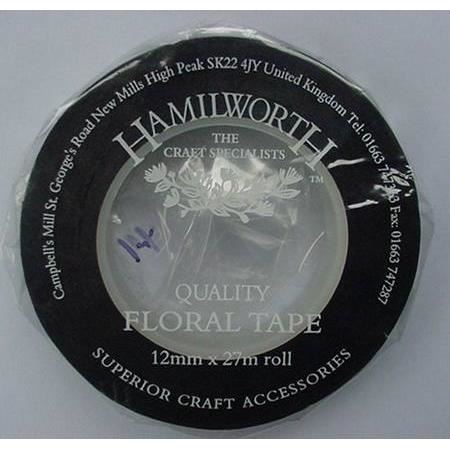 Campbell's Mill St. George's Road New Mills High Peak SK22 4JY United Kingdom Tel: 01663 747303 Fax: 01663 747287
HAMILWORTH
THE
CRAFT SPECIALISTS
TM
QUALITY
FLORAL TAPE
12mm x 27m roll
SUPERIOR CRAFT ACCESSORIES